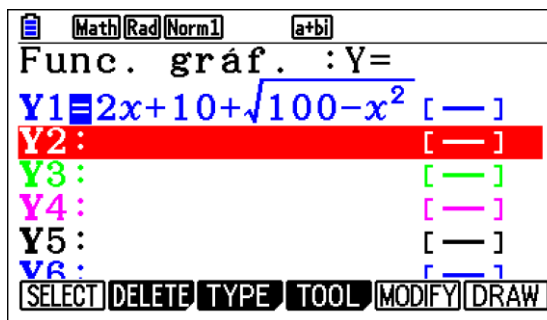 Math Rad Norm1 a+bi
Func. gráf. :Y=
Y1=2x+10+√100-x² [—]
Y2: [—]
Y3: [—]
Y4: [—]
Y5: [—]
Y6: [—]
SELECT DELETE TYPE TOOL MODIFY DRAW